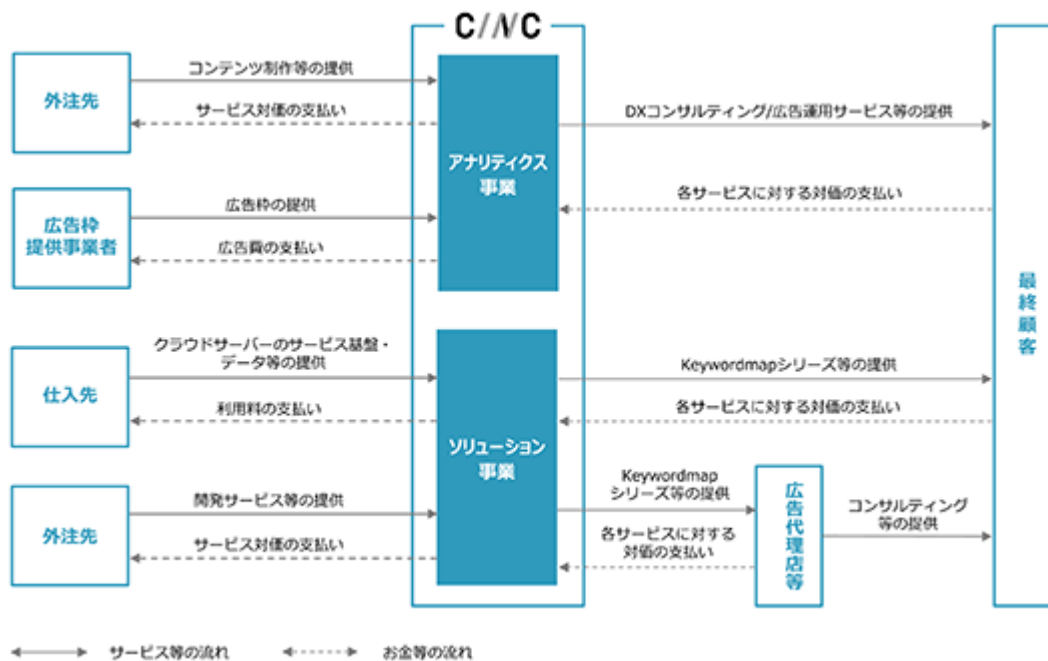 CINC
外注先
コンテンツ制作等の提供
サービス対価の支払い
アナリティクス
事業
DXコンサルティング/広告運用サービス等の提供
各サービスに対する対価の支払い
広告枠
提供事業者
広告枠の提供
広告費の支払い
最終顧客
仕入先
クラウドサーバーのサービス基盤・
データ等の提供
利用料の支払い
ソリューション
事業
Keywordmapシリーズ等の提供
各サービスに対する対価の支払い
外注先
開発サービス等の提供
サービス対価の支払い
Keywordmap
シリーズ等の提供
各サービスに対する
対価の支払い
広告代理店等
コンサルティング
等の提供
サービス等の流れ
お金等の流れ